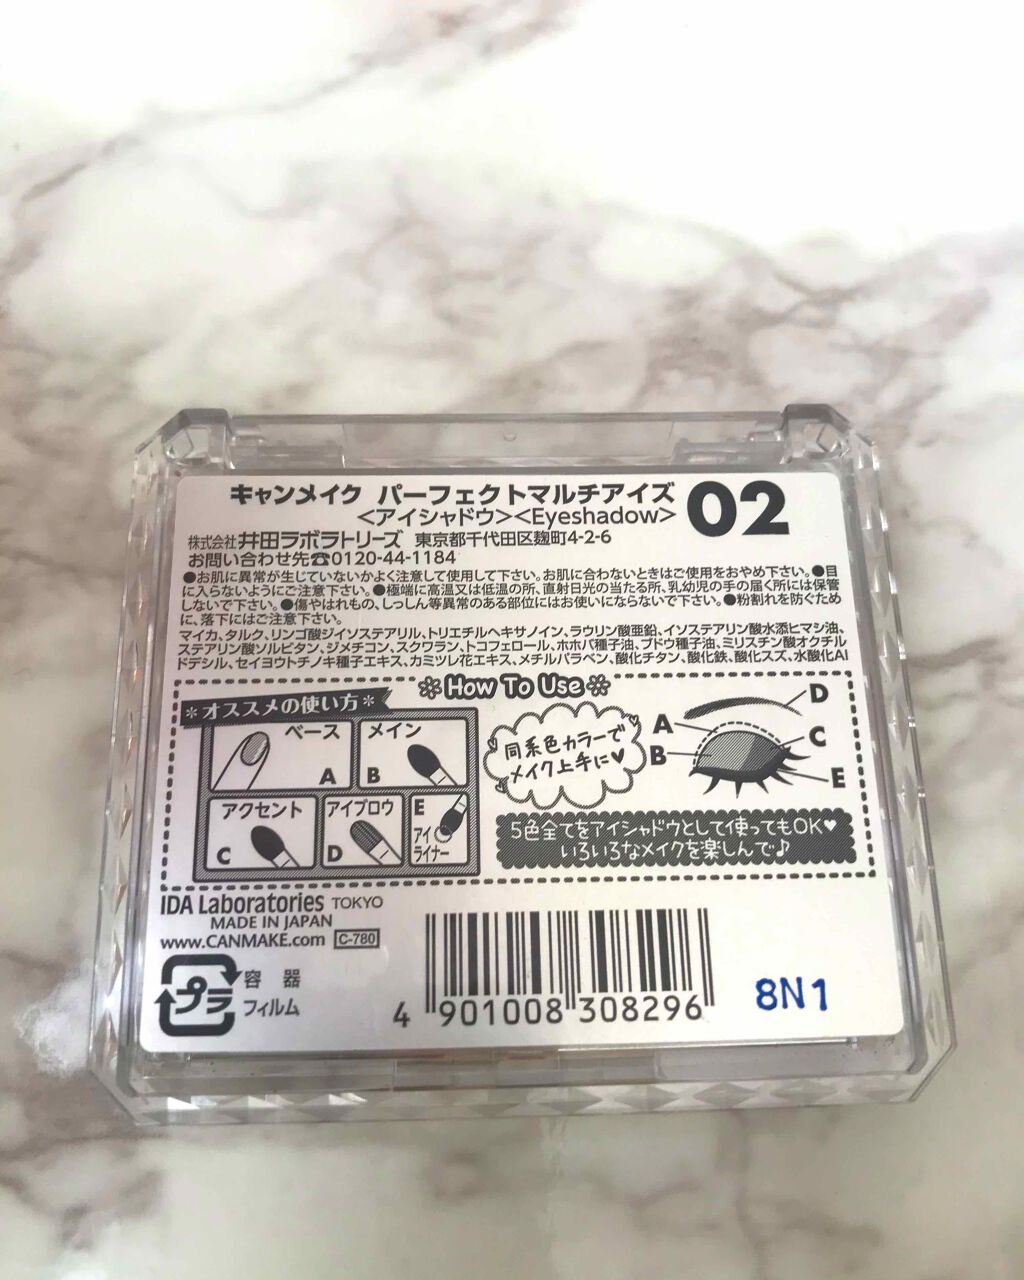 キャンメイク パーフェクトマルチアイズ 02
<アイシャドウ><Eyeshadow>
株式会社 井田ラボラトリーズ 東京都千代田区麹町4-2-6
お問い合わせ先☎0120-44-1184
●お肌に異常が生じていないかよく注意して使用して下さい。お肌に合わないときはご使用をおやめ下さい。●目
に入らないようにご注意下さい。●極端に高温又は低温の所、直射日光の当たる所、乳幼児の手の届く所には保管
しないで下さい。●傷やはれもの、しっしん等異常のある部位にはお使いにならないで下さい。●粉割れを防ぐため
に、落下にはご注意下さい。
マイカ、タルク、リンゴ酸ジイソステアリル、トリエチルヘキサノイン、ラウリン酸亜鉛、イソステアリン酸水添ヒマシ油、
ステアリン酸ソルビタン、ジメチコン、スクワラン、トコフェロール、ホホバ種子油、ブドウ種子油、ミリスチン酸オクチル
ドデシル、セイヨウトチノキ種子エキス、カミツレ花エキス、メチルパラベン、酸化チタン、酸化鉄、酸化スズ、水酸化Al
How To Use
*オススメの使い方*
ベース
A
メイン
B
アクセント
C
アイブロウ
D
E
アイ
ライナー
同系色カラーで
メイク上手に♥
A
B
D
C
E
5色全てをアイシャドウとして使ってもOK♥
いろいろなメイクを楽しんで♪
IDA Laboratories TOKYO
MADE IN JAPAN
www.CANMAKE.com C-780
プラ
容器
フィルム
4 901008 308296
8N1